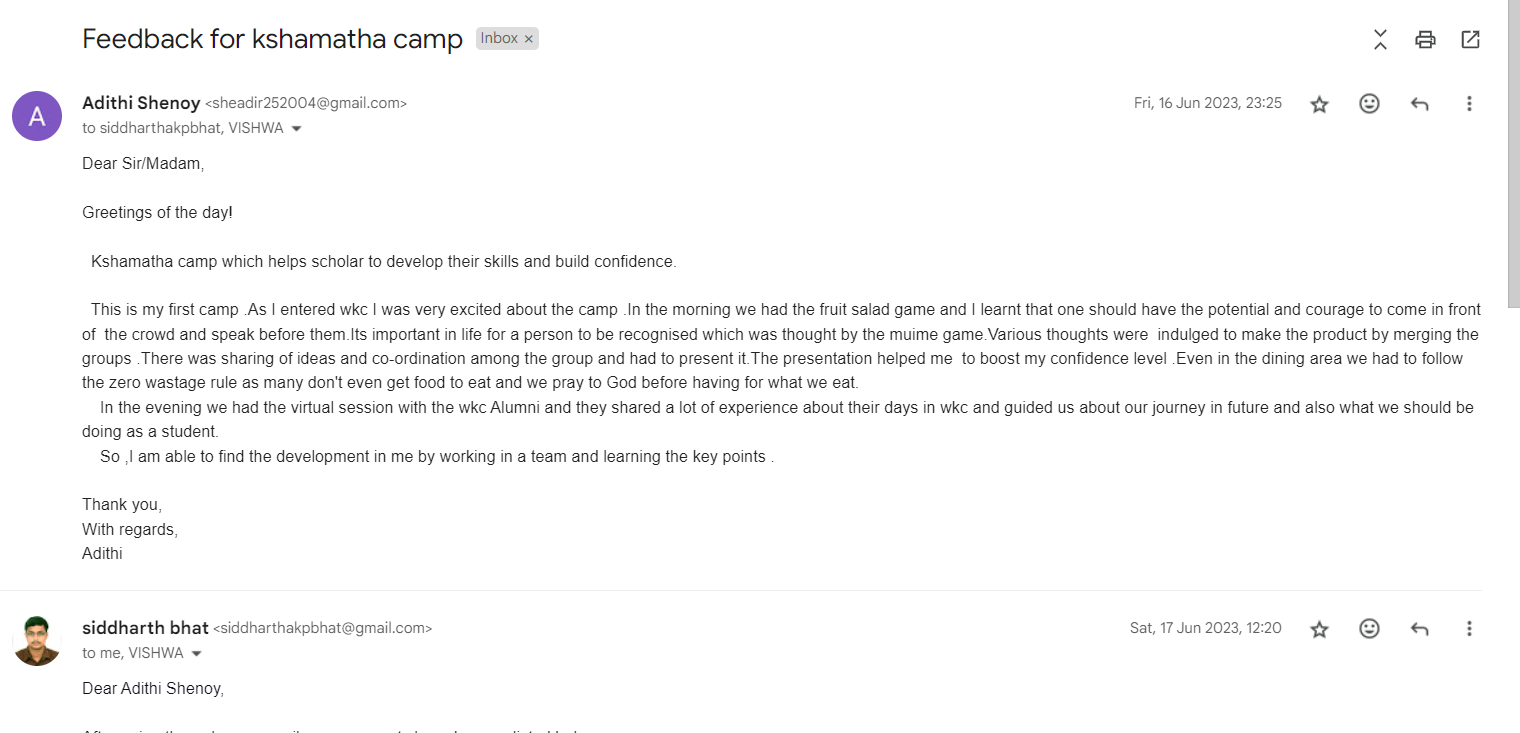 Feedback for kshamatha camp Inbox ×
A
Adithi Shenoy <sheadir252004@gmail.com> Fri, 16 Jun 2023, 23:25
to siddharthakpbhat, VISHWA
Dear Sir/Madam,
Greetings of the day!
Kshamatha camp which helps scholar to develop their skills and build confidence.
This is my first camp .As I entered wkc I was very excited about the camp .In the morning we had the fruit salad game and I learnt that one should have the potential and courage to come in front
of  the crowd and speak before them.Its important in life for a person to be recognised which was thought by the muime game.Various thoughts were  indulged to make the product by merging the
groups .There was sharing of ideas and co-ordination among the group and had to present it.The presentation helped me  to boost my confidence level .Even in the dining area we had to follow
the zero wastage rule as many don't even get food to eat and we pray to God before having for what we eat.
In the evening we had the virtual session with the wkc Alumni and they shared a lot of experience about their days in wkc and guided us about our journey in future and also what we should be
doing as a student.
So ,I am able to find the development in me by working in a team and learning the key points .
Thank you,
With regards,
Adithi
siddharth bhat <siddharthakpbhat@gmail.com> Sat, 17 Jun 2023, 12:20
to me, VISHWA
Dear Adithi Shenoy,